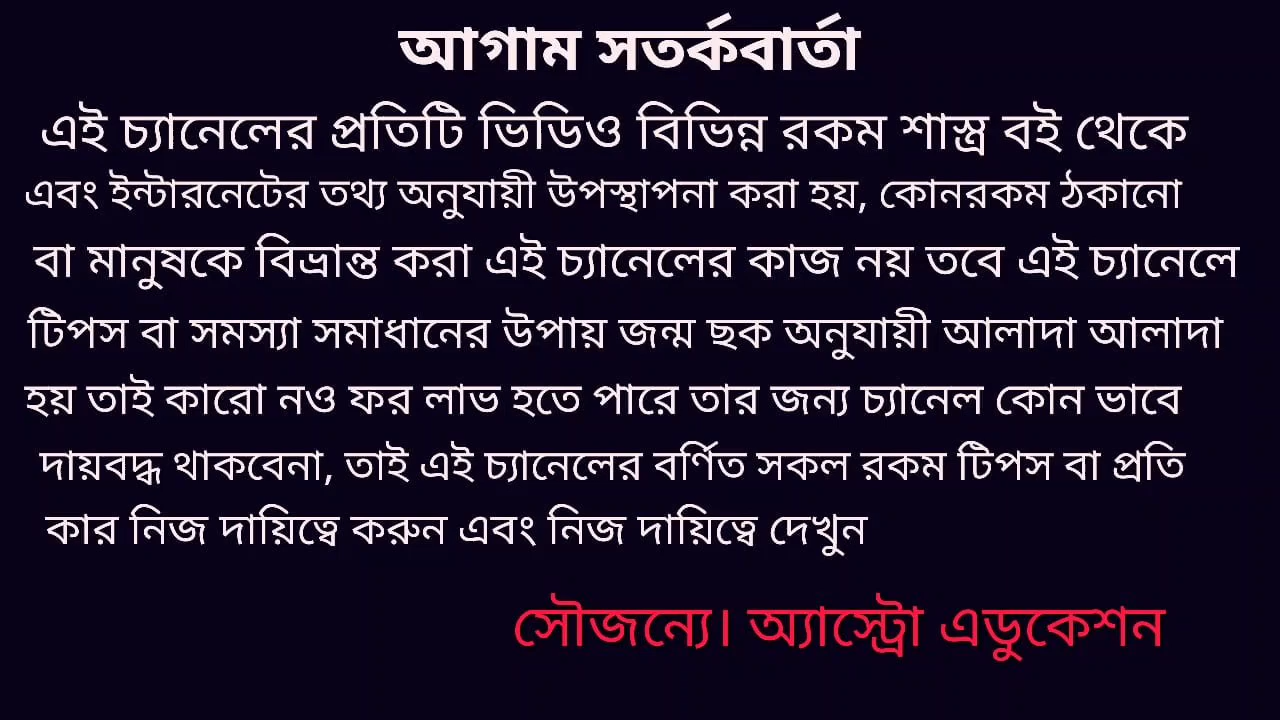 আগাম সতর্কবার্তা
এই চ্যানেলের প্রতিটি ভিডিও বিভিন্ন রকম শাস্ত্র বই থেকে
এবং ইন্টারনেটের তথ্য অনুযায়ী উপস্থাপনা করা হয়, কোনরকম ঠকানো
বা মানুষকে বিভ্রান্ত করা এই চ্যানেলের কাজ নয় তবে এই চ্যানেলে
টিপস বা সমস্যা সমাধানের উপায় জন্ম ছক অনুযায়ী আলাদা আলাদা
হয় তাই কারো নও ফর লাভ হতে পারে তার জন্য চ্যানেল কোন ভাবে
দায়বদ্ধ থাকবেনা, তাই এই চ্যানেলের বর্ণিত সকল রকম টিপস বা প্রতি
কার নিজ দায়িত্বে করুন এবং নিজ দায়িত্বে দেখুন
সৌজন্যে। অ্যাস্ট্রো এডুকেশন